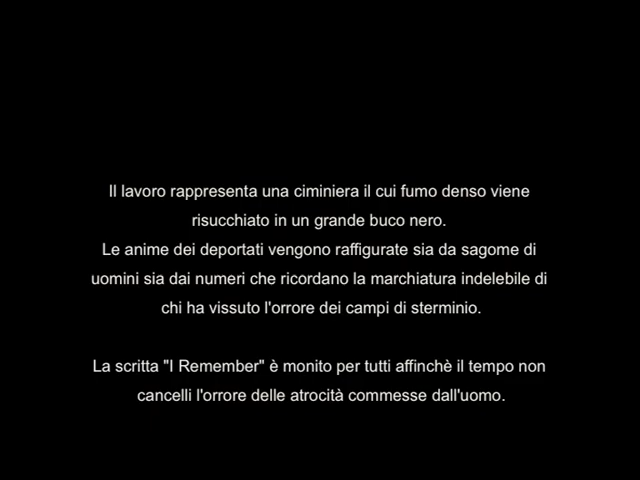 Il lavoro rappresenta una ciminiera il cui fumo denso viene
risucchiato in un grande buco nero.
Le anime dei deportati vengono raffigurate sia da sagome di
uomini sia dai numeri che ricordano la marchiatura indelebile di
chi ha vissuto l'orrore dei campi di sterminio.
La scritta "I Remember" è monito per tutti affinchè il tempo non
cancelli l'orrore delle atrocità commesse dall'uomo.